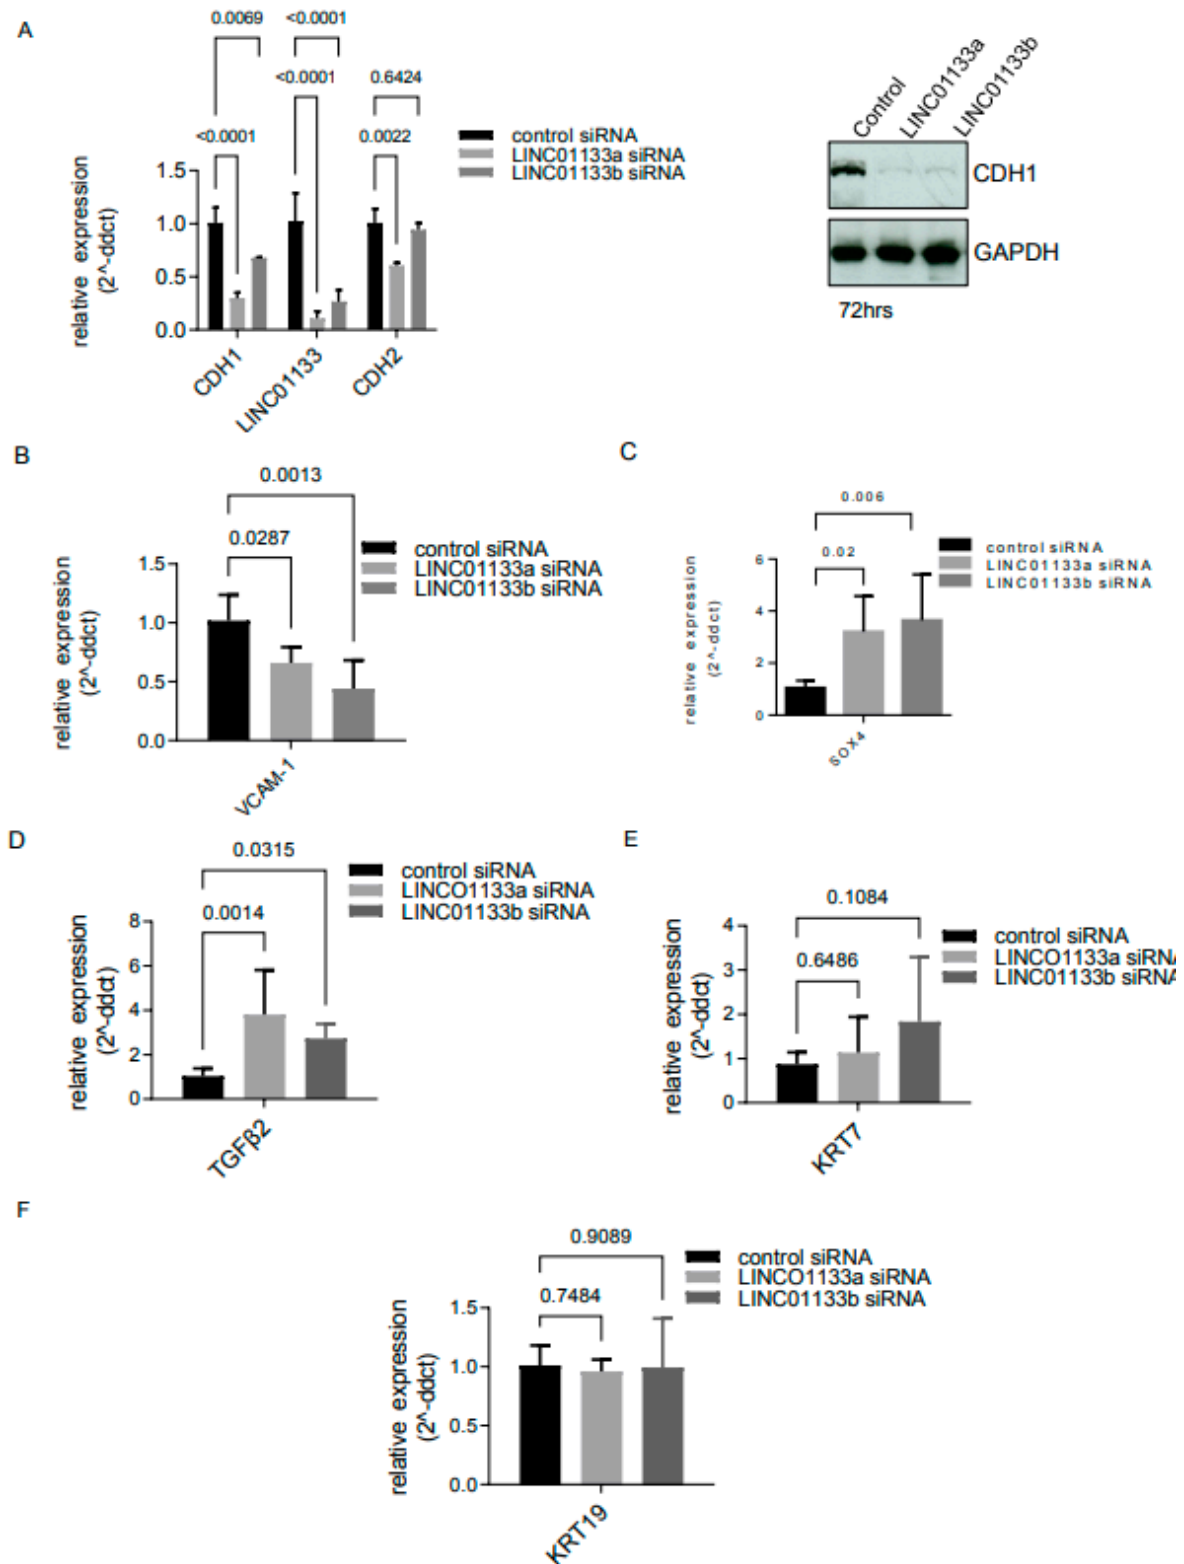 A
0.0069
<0.0001
<0.0001
0.6424
<0.0001
0.0022
control siRNA
LINC01133a siRNA
LINC01133b siRNA
relative expression
(2^-ddct)
1.5
1.0
0.5
0.0
CDH1
LINC01133
CDH2
Control
LINC01133a
LINC01133b
CDH1
GAPDH
72hrs
B
0.0013
0.0287
control siRNA
LINC01133a siRNA
LINC01133b siRNA
relative expression
(2^-ddct)
1.5
1.0
0.5
0.0
VCAM-1
C
0.006
0.02
control siRNA
LINC01133a siRNA
LINC01133b siRNA
relative expression
(2^-ddct)
6
4
2
0
SOX4
D
0.0315
0.0014
control siRNA
LINCO1133a siRNA
LINC01133b siRNA
relative expression
(2^-ddct)
8
6
4
2
0
TGFβ2
E
0.1084
0.6486
control siRNA
LINCO1133a siRNA
LINC01133b siRNA
relative expression
(2^-ddct)
4
3
2
1
0
KRT7
F
0.9089
0.7484
control siRNA
LINCO1133a siRNA
LINC01133b siRNA
relative expression
(2^-ddct)
1.5
1.0
0.5
0.0
KRT19